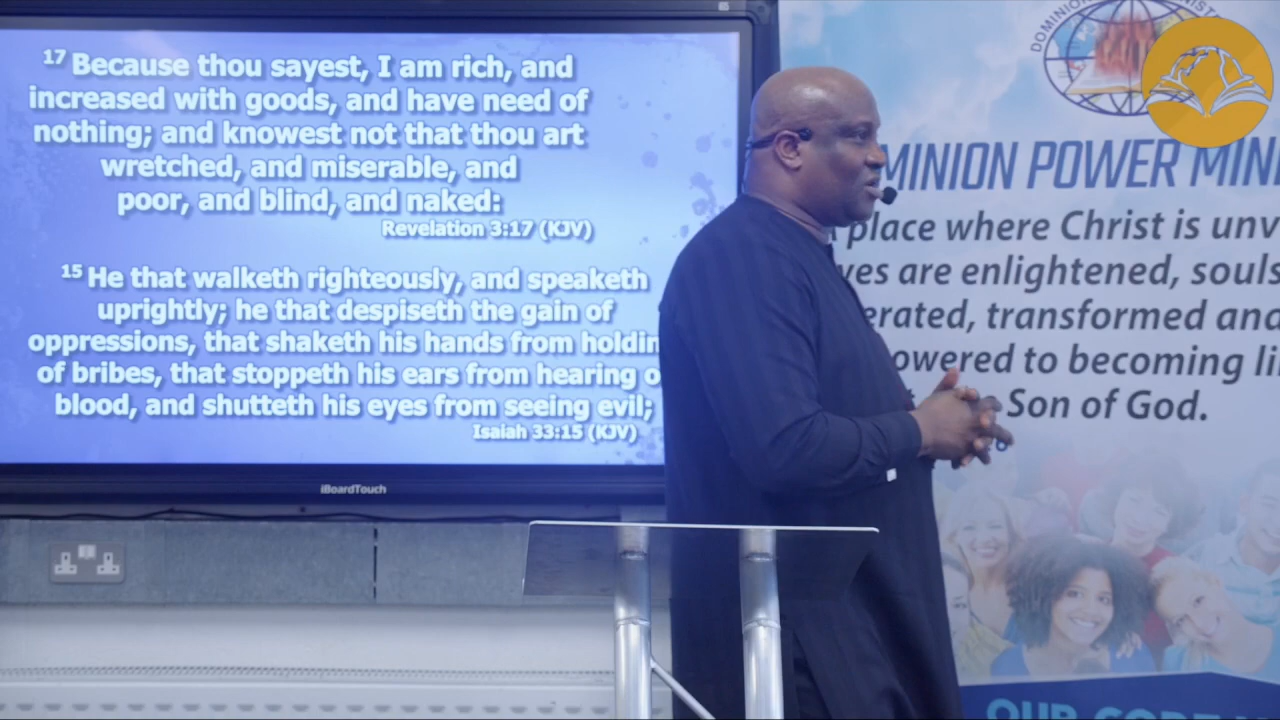 17 Because thou sayest, I am rich, and
increased with goods, and have need of
nothing; and knowest not that thou art
wretched, and miserable, and
poor, and blind, and naked:
Revelation 3:17 (KJV)
15 He that walketh righteously, and speaketh
uprightly; he that despiseth the gain of
oppressions, that shaketh his hands from holdin
of bribes, that stoppeth his ears from hearing o
blood, and shutteth his eyes from seeing evil;
Isaiah 33:15 (KJV)
iBoardTouch
DOMINION
MINION POWER MIN
place where Christ is unv
yes are enlightened, souls
erated, transformed and
owered to becoming li
Son of God.
OUR CORE